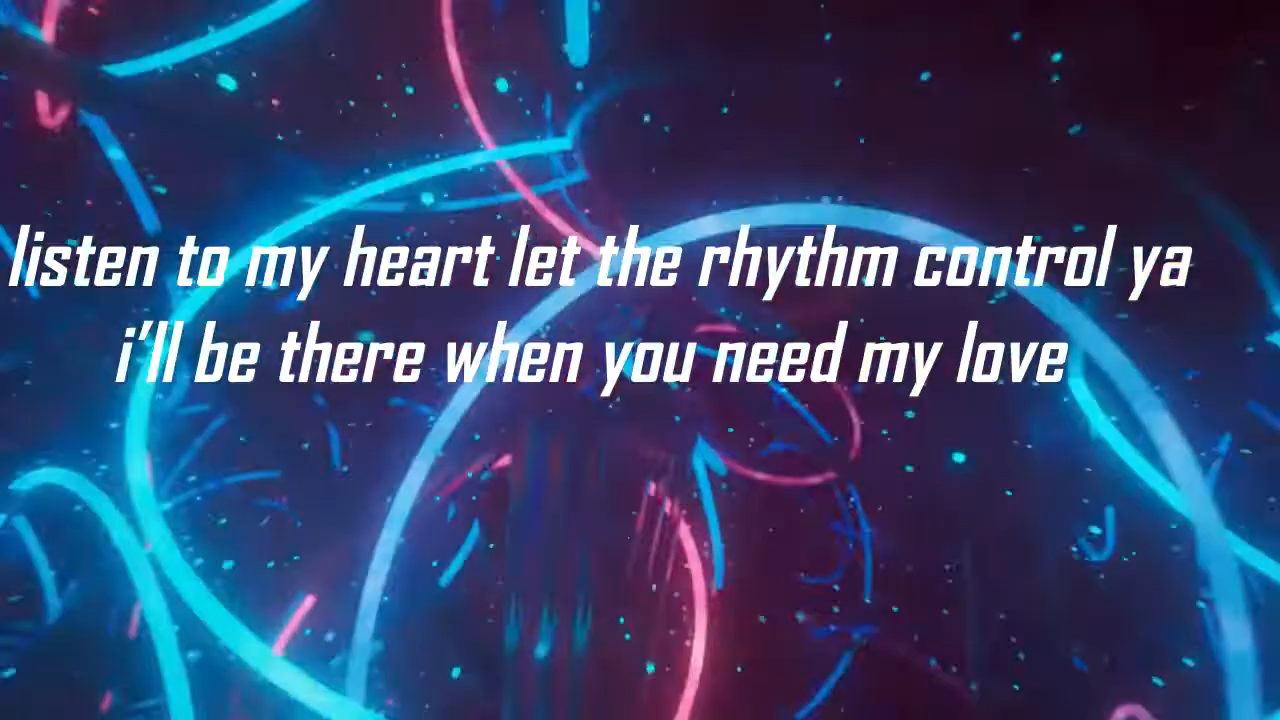 listen to my heart let the rhythm control ya
i'll be there when you need my love